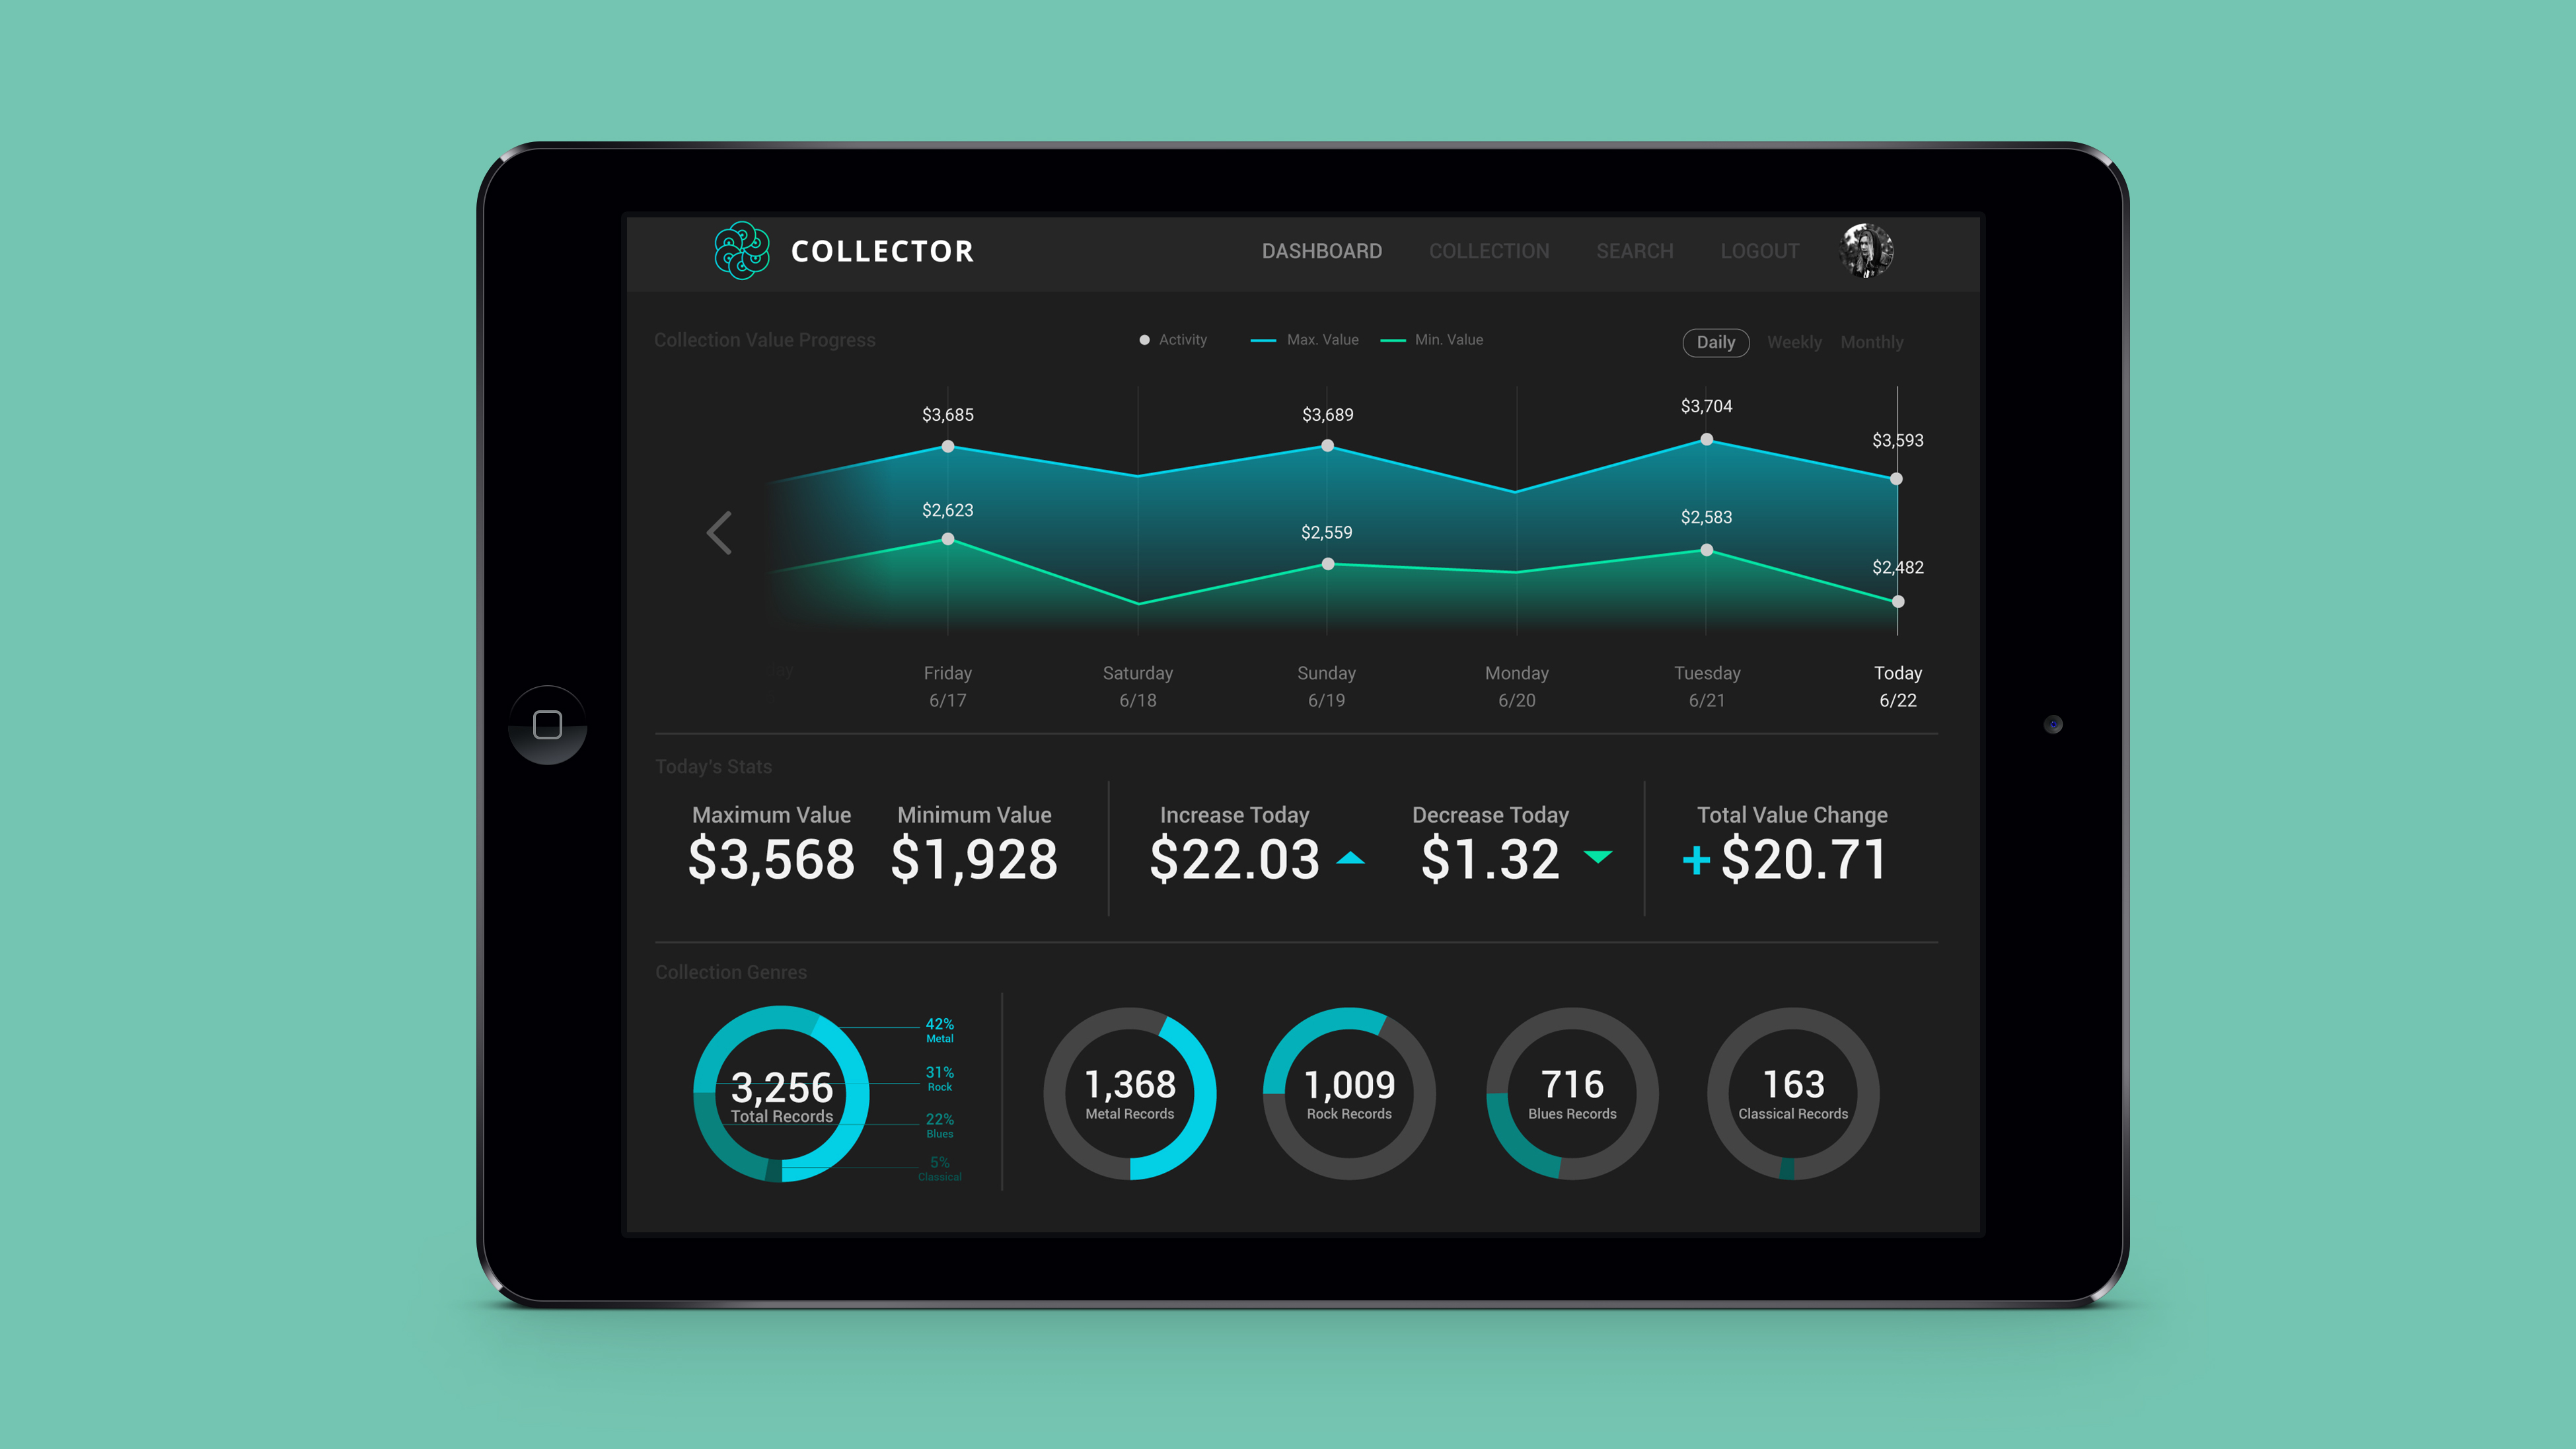 COLLECTOR
DASHBOARD COLLECTION SEARCH LOGOUT
Collection Value Progress
Activity Max. Value Min. Value
Daily Weekly Monthly
$3,685 $3,689 $3,704 $3,593
$2,623 $2,559 $2,583 $2,482
Friday Saturday Sunday Monday Tuesday Today
6/17 6/18 6/19 6/20 6/21 6/22
Today's Stats
Maximum Value Minimum Value Increase Today Decrease Today Total Value Change
$3,568 $1,928 $22.03 $1.32 +$20.71
Collection Genres
3,256
Total Records
42%
Metal
31%
Rock
22%
Blues
5%
Classical
1,368
Metal Records
1,009
Rock Records
716
Blues Records
163
Classical Records